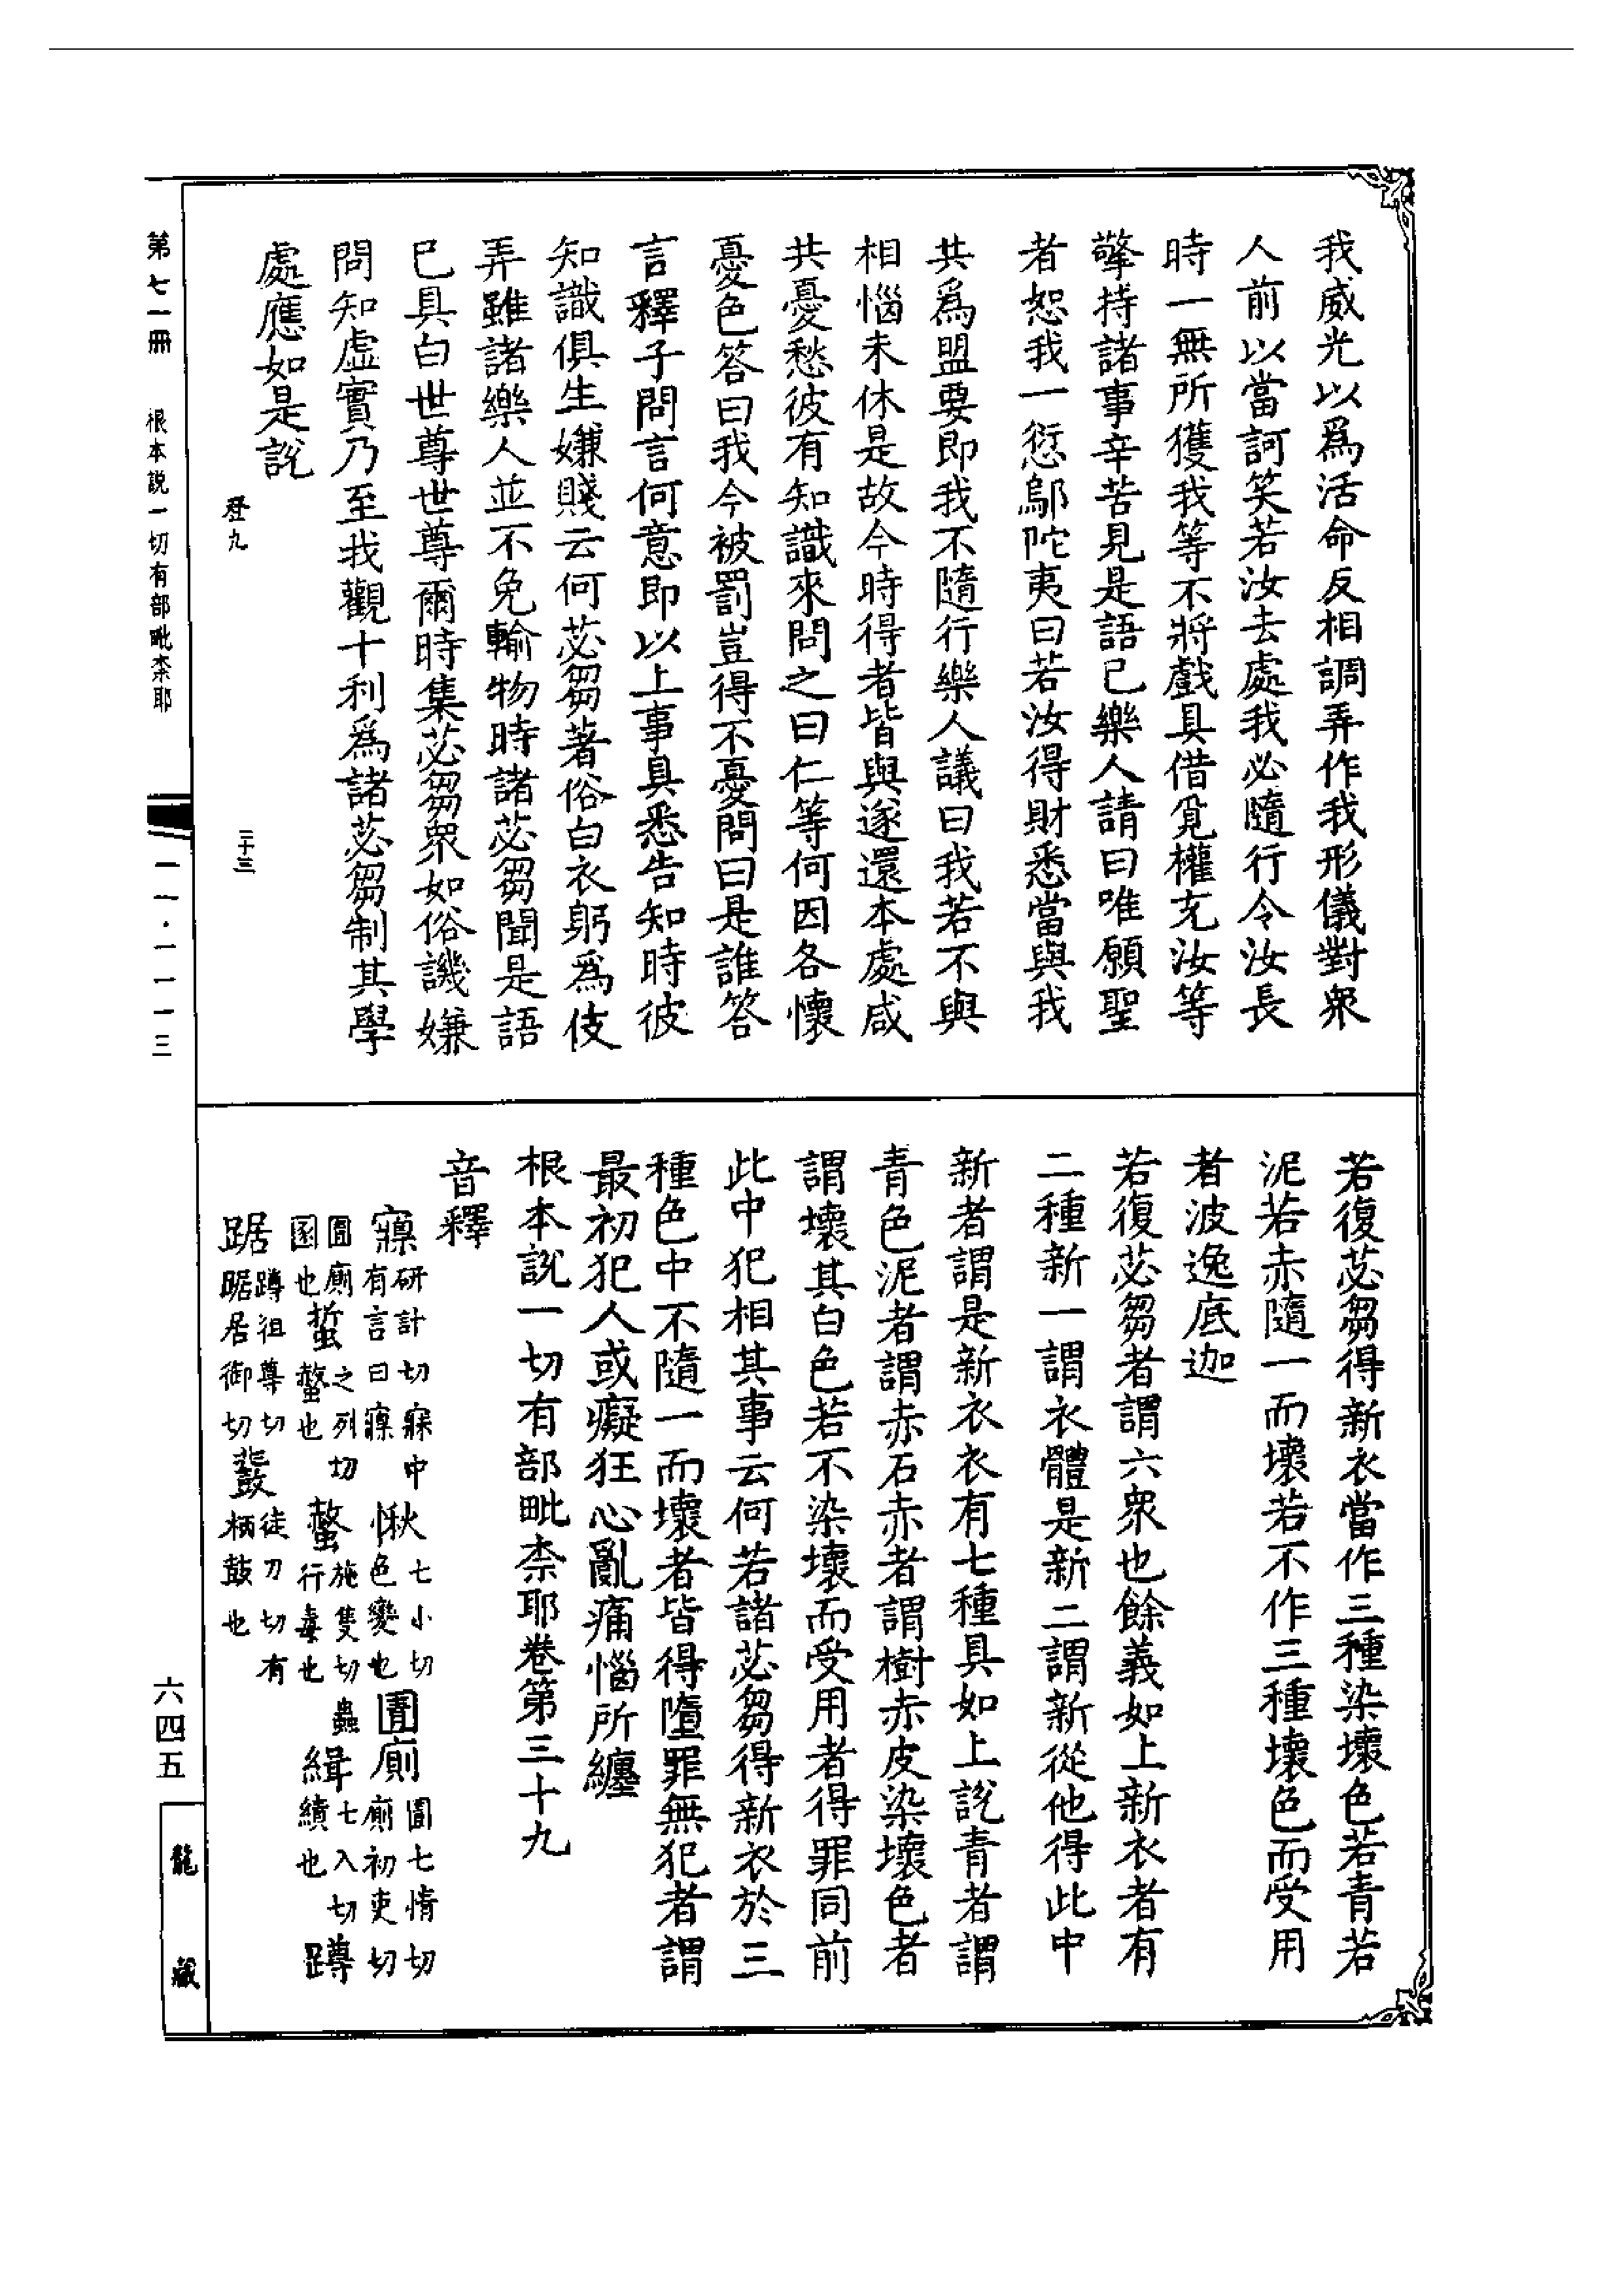 我威光以爲活命反相調弄作我形儀對衆
人前以當訶笑若汝去處我必隨行令汝長
時一無所獲我等不將戲具借覓權充汝等
擎持諸事辛苦見是語已樂人請曰唯願聖
者恕我一愆鄔陀夷曰若汝得財悉當與我
共爲盟要即我不隨行樂人議曰我若不與
相惱未休是故今時得者皆與遂還本處咸
共憂愁彼有知識來問之曰仁等何因各懷
憂色答曰我今被罰豈得不憂問曰是誰答
言釋子問言何意即以上事具悉告知時彼
知識俱生嫌賤云何苾芻著俗白衣躬爲伎
弄雖諸樂人並不免輸物時諸苾芻聞是語
已具白世尊世尊爾時集苾芻衆如俗譏嫌
問知虛實乃至我觀十利爲諸苾芻制其學
處應如是說
登九
三十三
若復苾芻得新衣當作三種染壞色若青若
泥若赤隨一而壞若不作三種壞色而受用
者波逸底迦
若復苾芻者謂六衆也餘義如上新衣者有
二種新一謂衣體是新二謂新從他得此中
新者謂是新衣衣有七種具如上說青者謂
青色泥者謂赤石赤者謂樹赤皮染壞色者
謂壞其白色若不染壞而受用者得罪同前
此中犯相其事云何若諸苾芻得新衣於三
種色中不隨一而壞者皆得墮罪無犯者謂
最初犯人或癡狂心亂痛惱所纏
根本說一切有部毗柰耶卷第三十九
音釋
寱研計切寐中有言曰寱 愀七小切色變也 圊廁圊七情切廁初吏切
圊廁圂也 蜇之列切螫也 螫施隻切蟲行毒也 緝七入切績也 蹲
踞蹲徂尊切踞居御切 鼗徒刀切有柄鼓也
第七一冊 根本説一切有部毗柰耶 一一·一一一三
六四五
龍藏